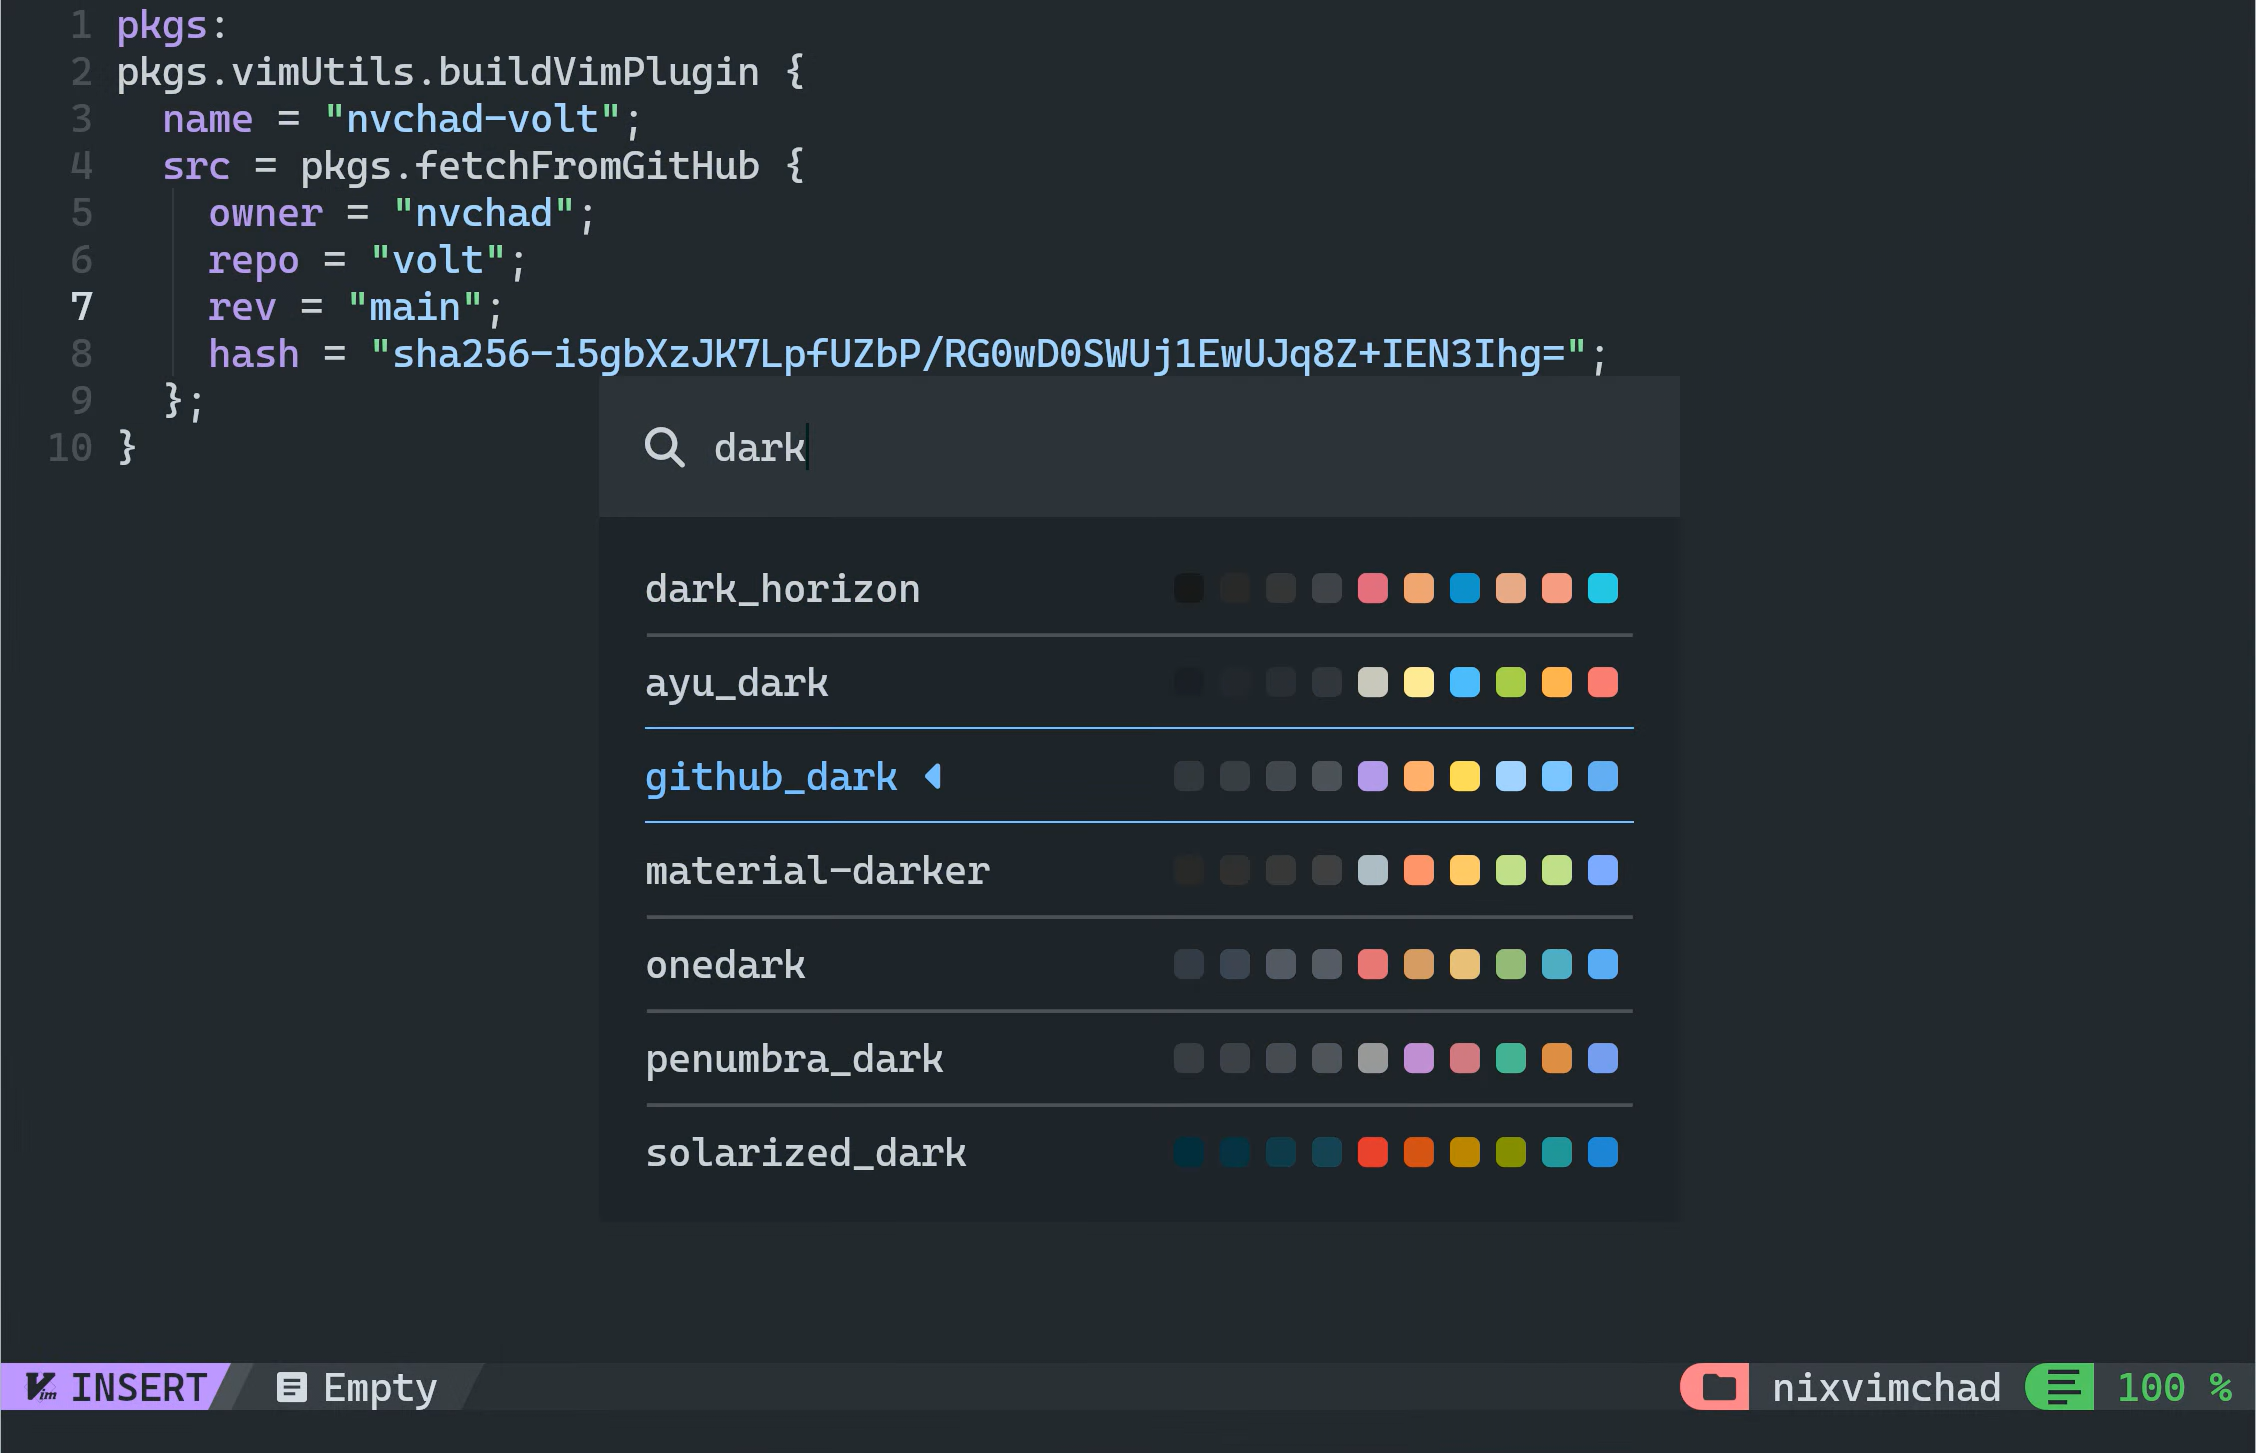 1 pkgs:
2 pkgs.vimUtils.buildVimPlugin {
3   name = "nvchad-volt";
4   src = pkgs.fetchFromGitHub {
5     owner = "nvchad";
6     repo = "volt";
7     rev = "main";
8     hash = "sha256-i5gbXzJK7LpfUZbP/RG0wD0SWUj1EwUJq8Z+IEN3Ihg=";
9   };
10 }
dark
dark_horizon
ayu_dark
github_dark
material-darker
onedark
penumbra_dark
solarized_dark
Vim INSERT Empty nixvimchad 100 %